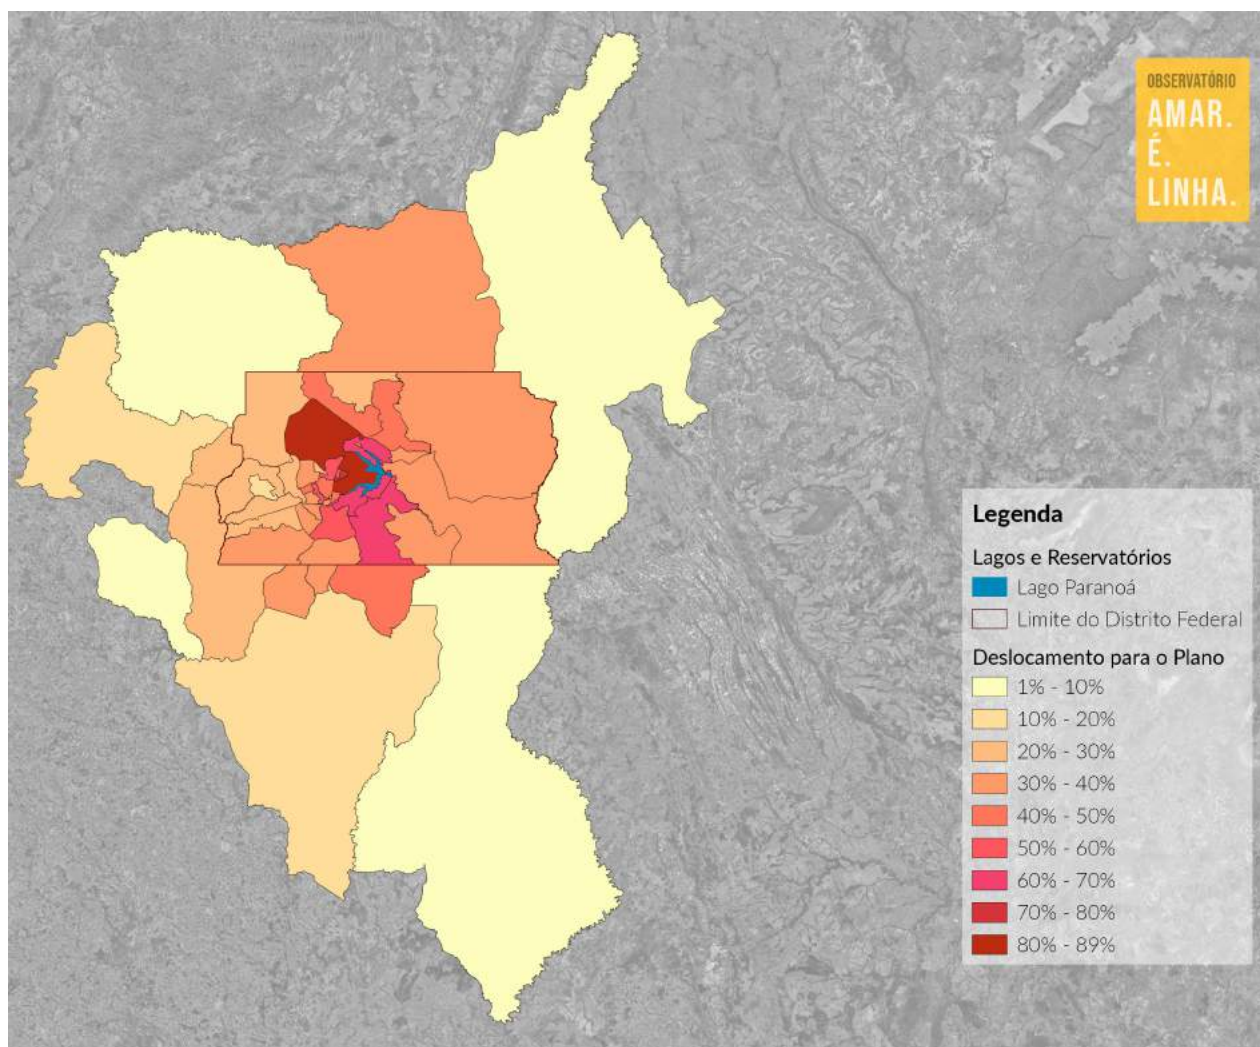 OBSERVATÓRIO
AMAR.
É.
LINHA.
Legenda
Lagos e Reservatórios
Lago Paranoá
Limite do Distrito Federal
Deslocamento para o Plano
1% - 10%
10% - 20%
20% - 30%
30% - 40%
40% - 50%
50% - 60%
60% - 70%
70% - 80%
80% - 89%